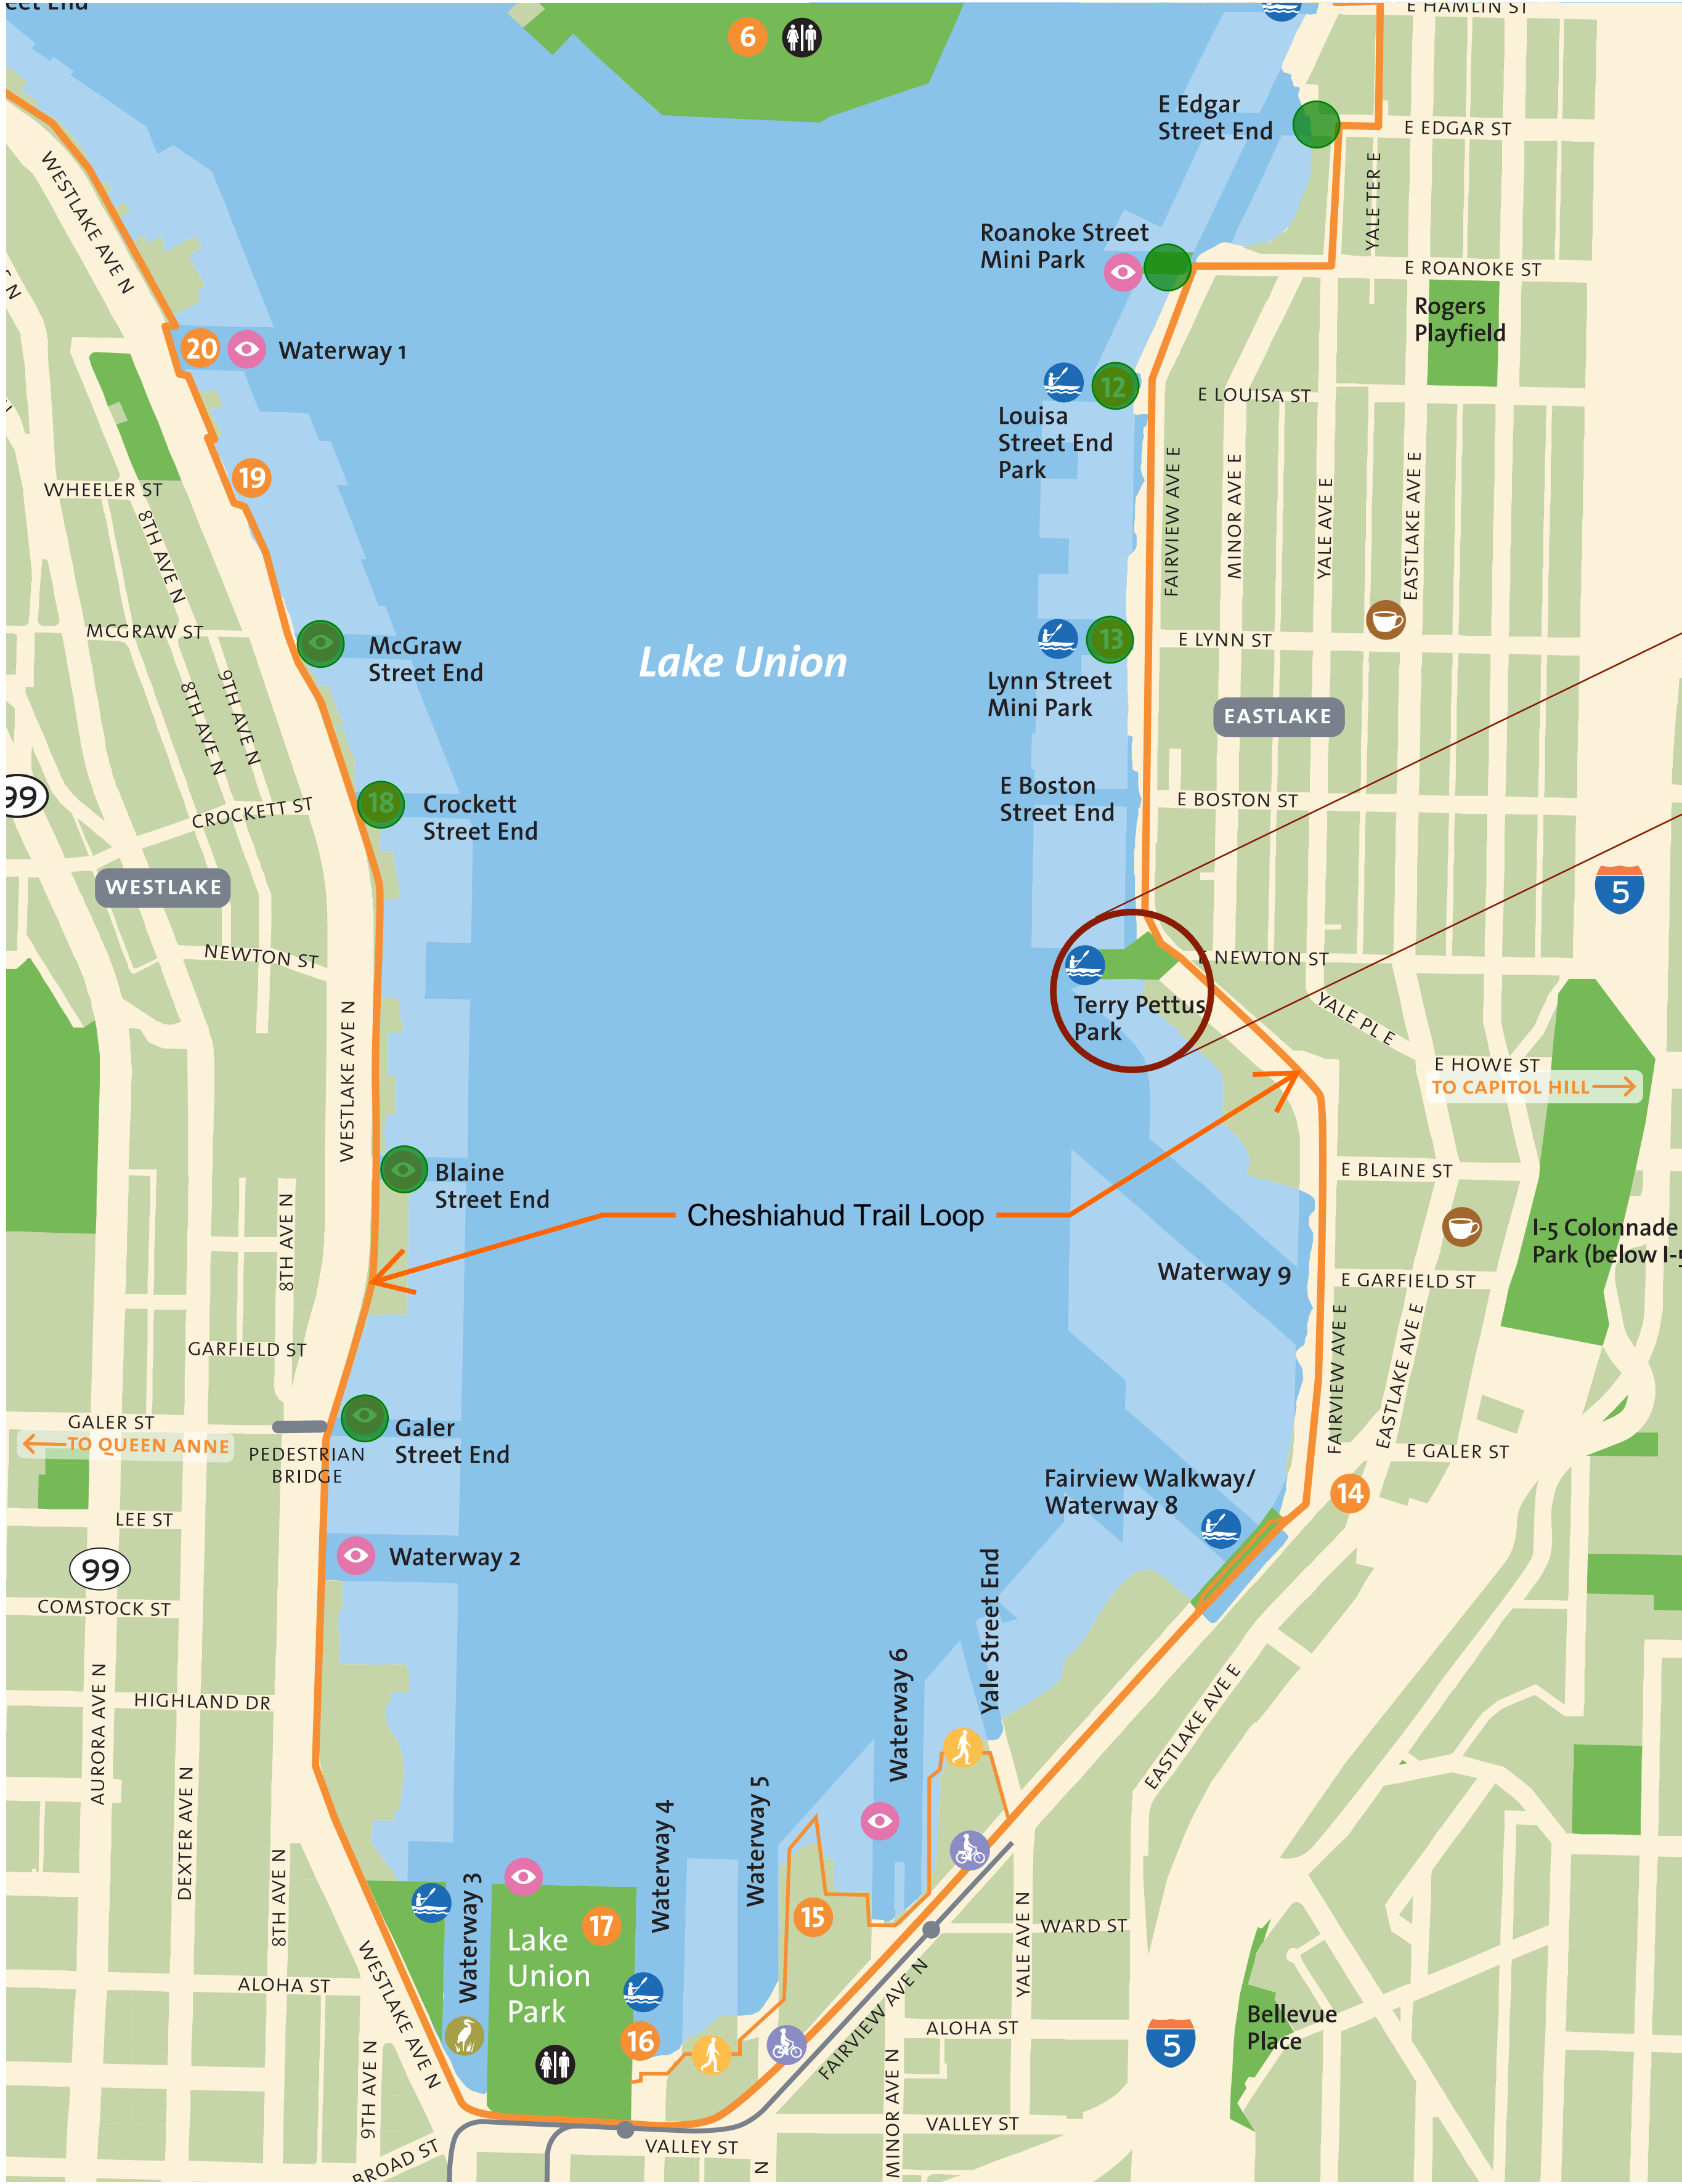 eet End
6
E HAMLIN ST
E Edgar
Street End
E EDGAR ST
YALE TER E
WESTLAKE AVE N
Roanoke Street
Mini Park
E ROANOKE ST
Rogers
Playfield
20
Waterway 1
12
E LOUISA ST
Louisa
Street End
Park
19
WHEELER ST
8TH AVE N
FAIRVIEW AVE E
MINOR AVE E
YALE AVE E
EASTLAKE AVE E
MCGRAW ST
McGraw
Street End
Lake Union
13
E LYNN ST
Lynn Street
Mini Park
8TH AVE N
9TH AVE N
EASTLAKE
99
CROCKETT ST
18
Crockett
Street End
E Boston
Street End
E BOSTON ST
WESTLAKE
5
NEWTON ST
E NEWTON ST
Terry Pettus
Park
YALE PL E
WESTLAKE AVE N
E HOWE ST
TO CAPITOL HILL
Blaine
Street End
E BLAINE ST
8TH AVE N
Cheshiahud Trail Loop
I-5 Colonnade
Park (below I-5
Waterway 9
E GARFIELD ST
GARFIELD ST
FAIRVIEW AVE E
EASTLAKE AVE E
GALER ST
TO QUEEN ANNE
PEDESTRIAN
BRIDGE
Galer
Street End
E GALER ST
Fairview Walkway/
Waterway 8
14
LEE ST
99
Waterway 2
COMSTOCK ST
Yale Street End
Waterway 6
HIGHLAND DR
AURORA AVE N
EASTLAKE AVE E
DEXTER AVE N
Waterway 5
Waterway 4
8TH AVE N
Waterway 3
17
15
Lake
Union
Park
WARD ST
YALE AVE N
WESTLAKE AVE N
ALOHA ST
FAIRVIEW AVE N
16
ALOHA ST
5
Bellevue
Place
9TH AVE N
MINOR AVE N
VALLEY ST
VALLEY ST
BROAD ST
N